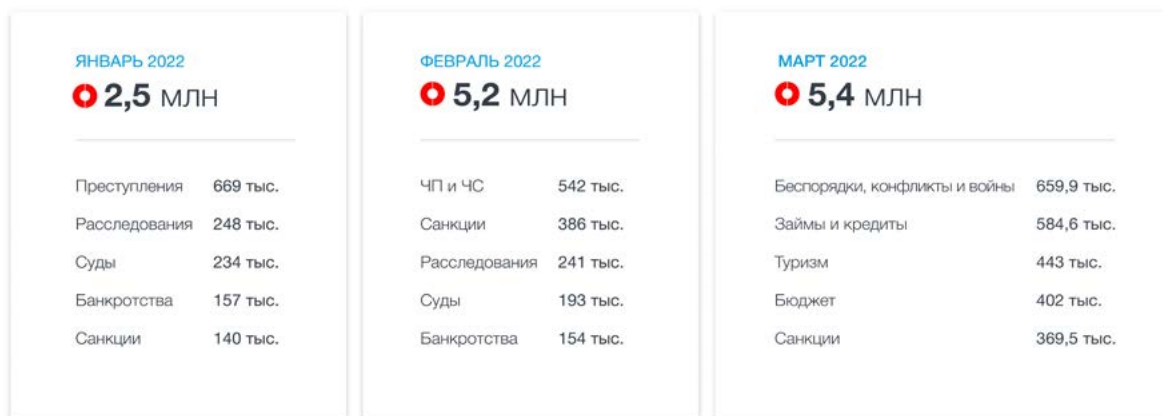 ЯНВАРЬ 2022
2,5 МЛН
Преступления 669 тыс.
Расследования 248 тыс.
Суды 234 тыс.
Банкротства 157 тыс.
Санкции 140 тыс.
ФЕВРАЛЬ 2022
5,2 МЛН
ЧП и ЧС 542 тыс.
Санкции 386 тыс.
Расследования 241 тыс.
Суды 193 тыс.
Банкротства 154 тыс.
МАРТ 2022
5,4 МЛН
Беспорядки, конфликты и войны 659,9 тыс.
Займы и кредиты 584,6 тыс.
Туризм 443 тыс.
Бюджет 402 тыс.
Санкции 369,5 тыс.